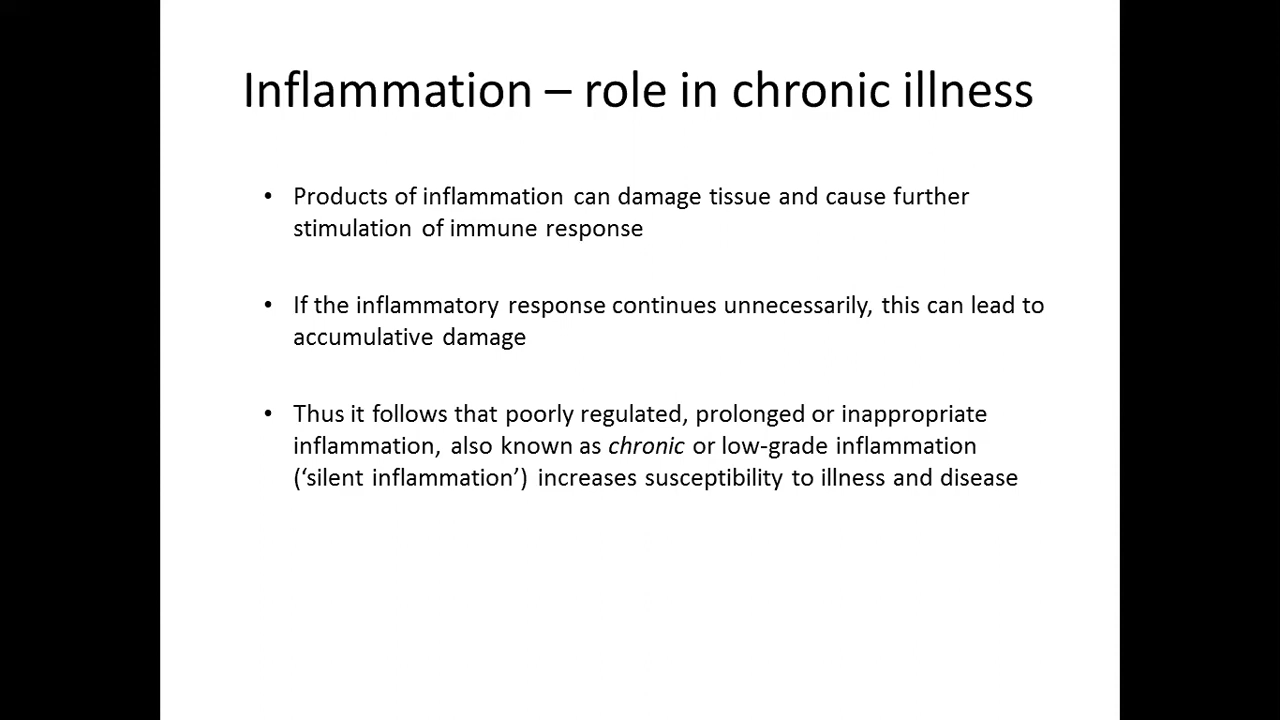 Inflammation – role in chronic illness
• Products of inflammation can damage tissue and cause further
stimulation of immune response
• If the inflammatory response continues unnecessarily, this can lead to
accumulative damage
• Thus it follows that poorly regulated, prolonged or inappropriate
inflammation, also known as chronic or low-grade inflammation
(‘silent inflammation’) increases susceptibility to illness and disease